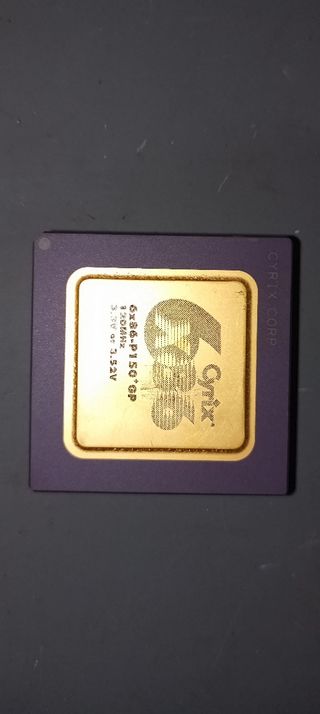 CYRIX CORP
Cyrix
6x86
6x86-P150+GP
120MHz
3.3V or 3.52V